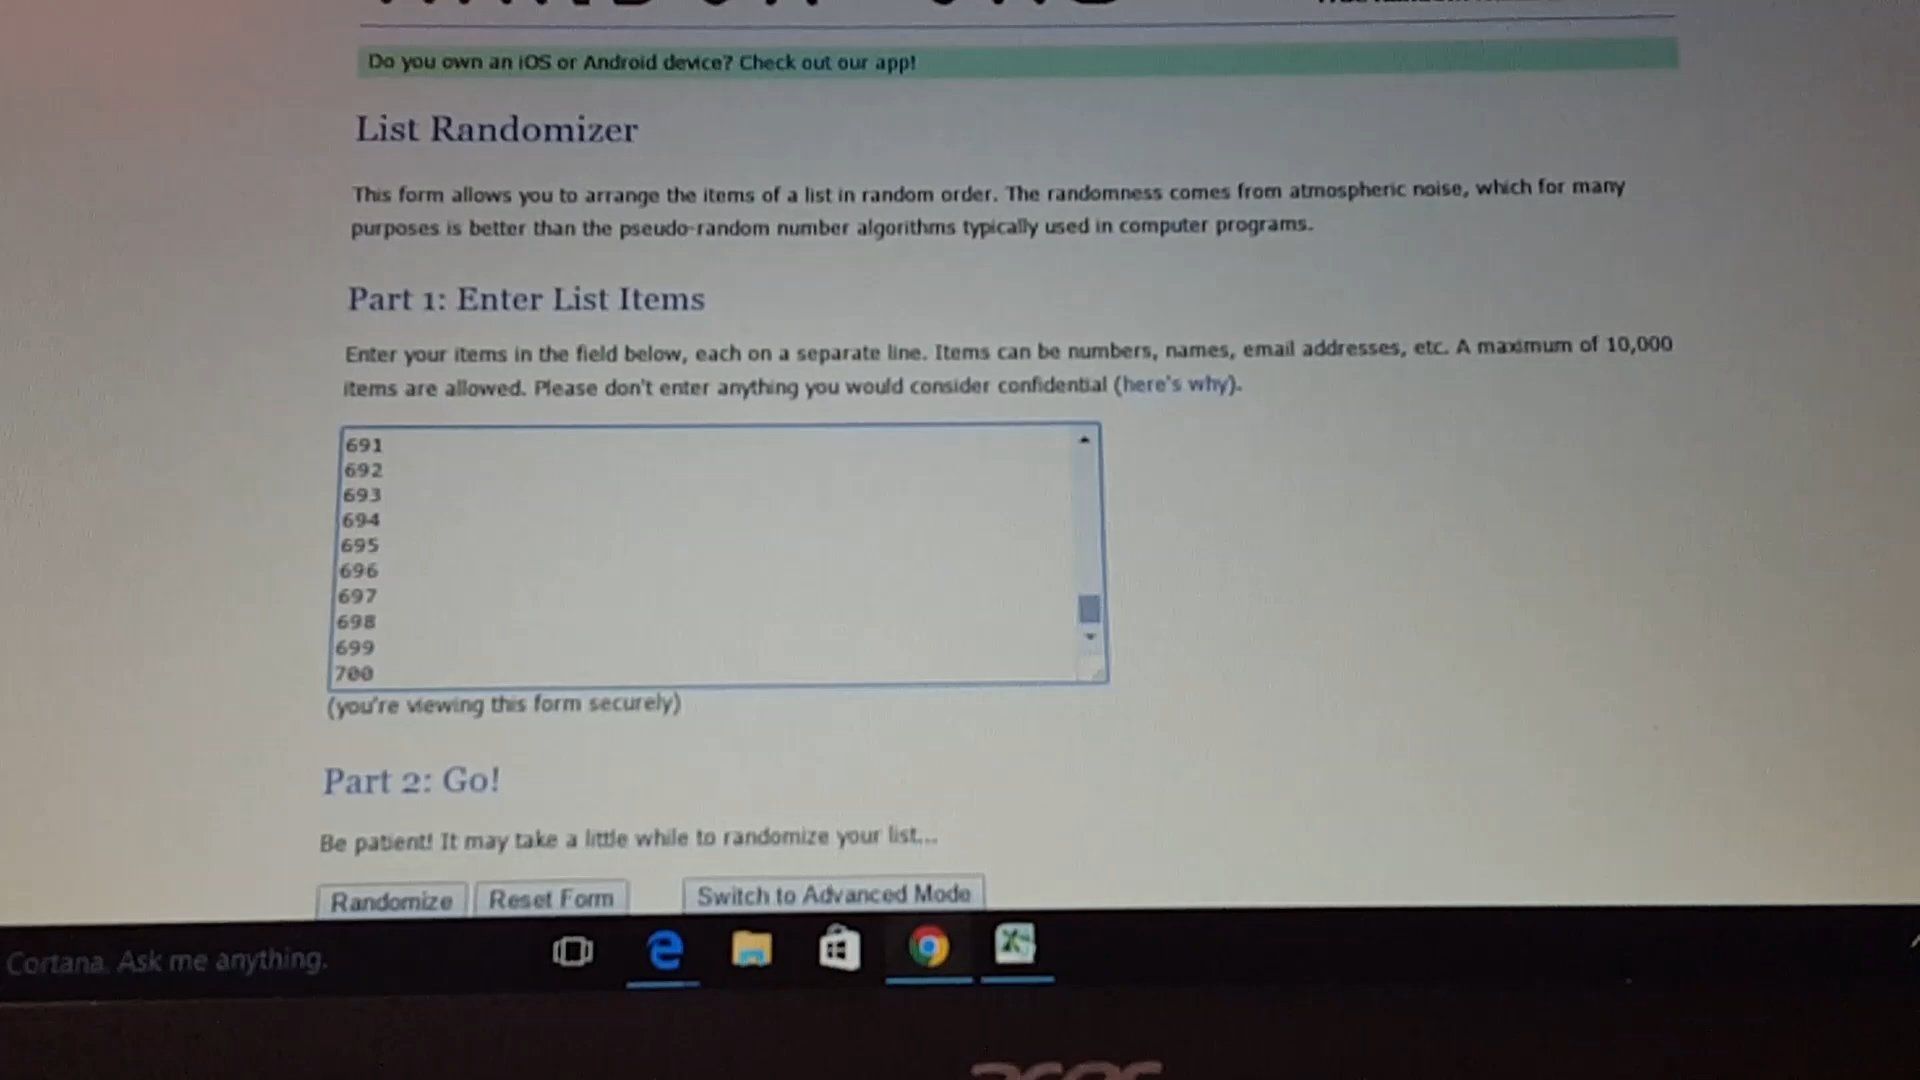 Do you own an iOS or Android device? Check out our app!
List Randomizer
This form allows you to arrange the items of a list in random order. The randomness comes from atmospheric noise, which for many
purposes is better than the pseudo-random number algorithms typically used in computer programs.
Part 1: Enter List Items
Enter your items in the field below, each on a separate line. Items can be numbers, names, email addresses, etc. A maximum of 10,000
items are allowed. Please don't enter anything you would consider confidential (here's why).
691
692
693
694
695
696
697
698
699
700
(you're viewing this form securely)
Part 2: Go!
Be patient! It may take a little while to randomize your list...
Randomize Reset Form Switch to Advanced Mode
Cortana. Ask me anything.
acer